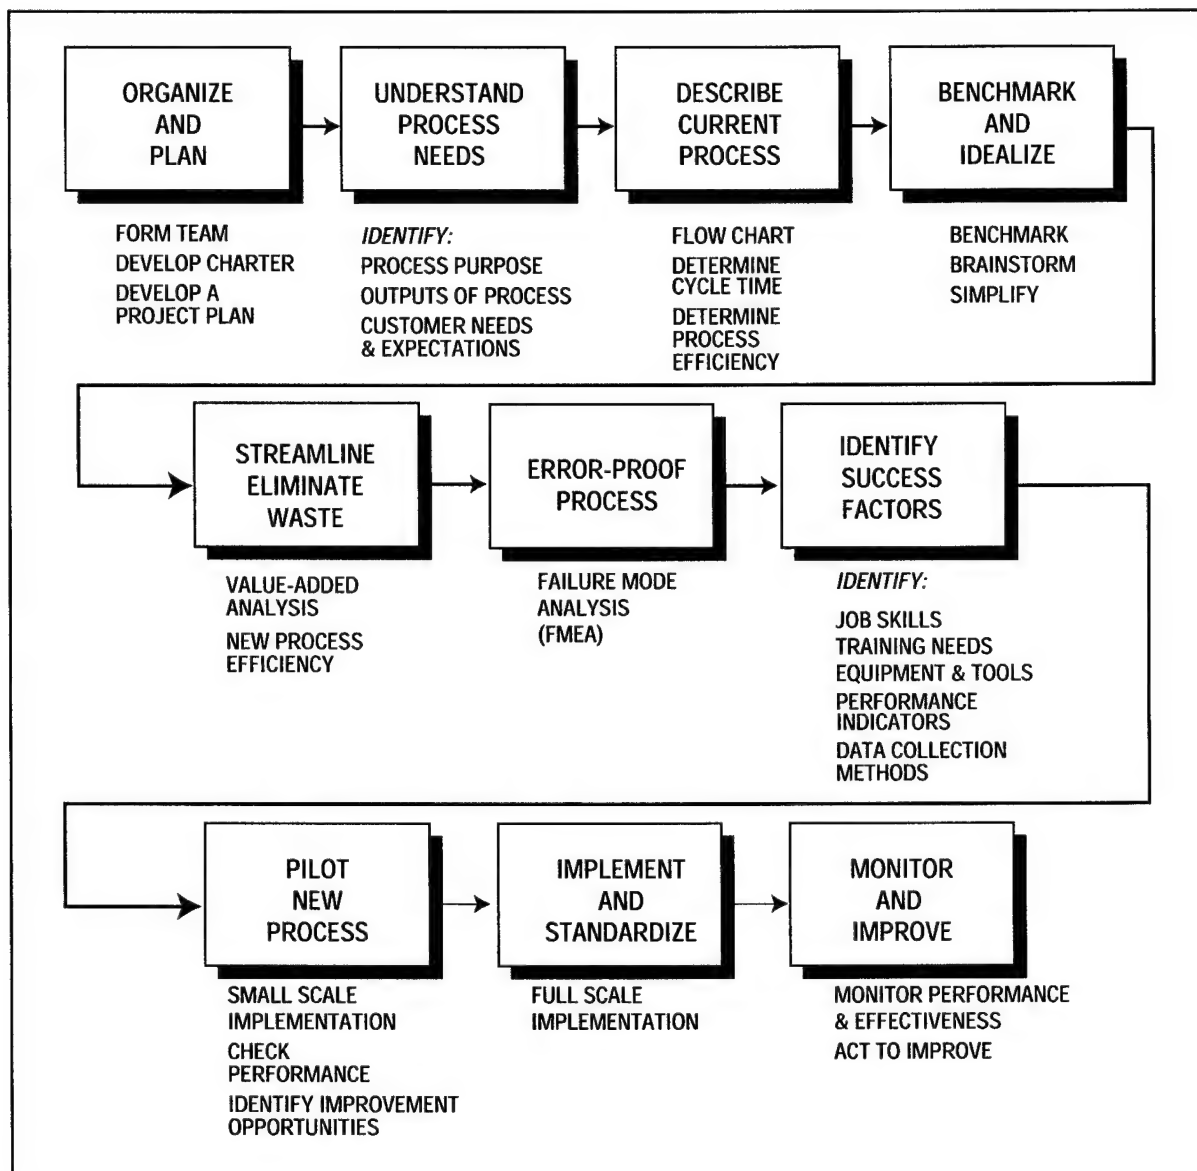 ORGANIZE
AND
PLAN
FORM TEAM
DEVELOP CHARTER
DEVELOP A
PROJECT PLAN
UNDERSTAND
PROCESS
NEEDS
IDENTIFY:
PROCESS PURPOSE
OUTPUTS OF PROCESS
CUSTOMER NEEDS
& EXPECTATIONS
DESCRIBE
CURRENT
PROCESS
FLOW CHART
DETERMINE
CYCLE TIME
DETERMINE
PROCESS
EFFICIENCY
BENCHMARK
AND
IDEALIZE
BENCHMARK
BRAINSTORM
SIMPLIFY
STREAMLINE
ELIMINATE
WASTE
VALUE-ADDED
ANALYSIS
NEW PROCESS
EFFICIENCY
ERROR-PROOF
PROCESS
FAILURE MODE
ANALYSIS
(FMEA)
IDENTIFY
SUCCESS
FACTORS
IDENTIFY:
JOB SKILLS
TRAINING NEEDS
EQUIPMENT & TOOLS
PERFORMANCE
INDICATORS
DATA COLLECTION
METHODS
PILOT
NEW
PROCESS
SMALL SCALE
IMPLEMENTATION
CHECK
PERFORMANCE
IDENTIFY IMPROVEMENT
OPPORTUNITIES
IMPLEMENT
AND
STANDARDIZE
FULL SCALE
IMPLEMENTATION
MONITOR
AND
IMPROVE
MONITOR PERFORMANCE
& EFFECTIVENESS
ACT TO IMPROVE